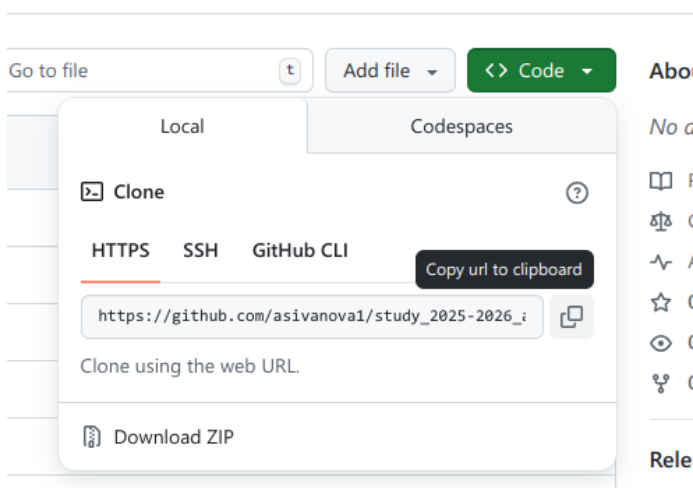 Go to file
t
Add file
<> Code
Local
Codespaces
Clone
HTTPS
SSH
GitHub CLI
Copy url to clipboard
https://github.com/asivanova1/study_2025-2026_
Clone using the web URL.
Download ZIP
Abou
No
Rele